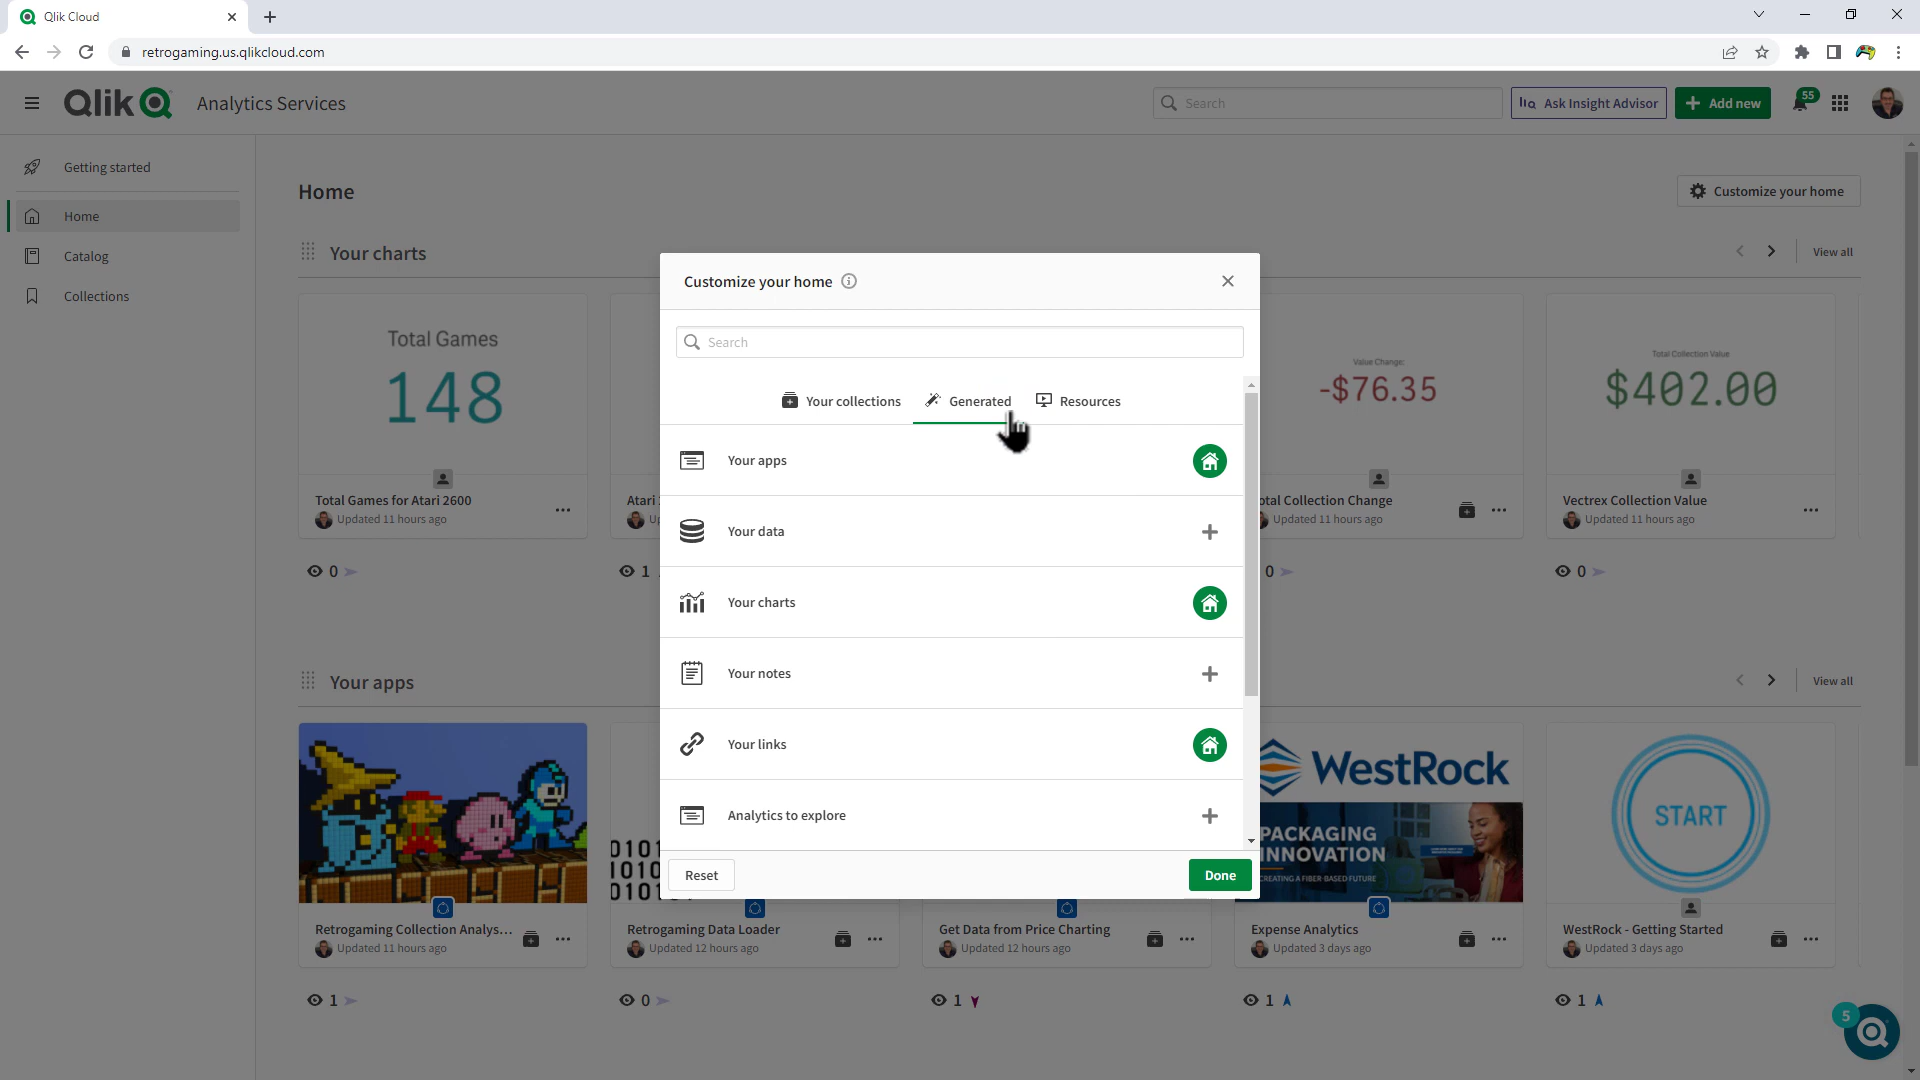 Qlik Cloud
retrogaming.us.qlikcloud.com
Qlik Analytics Services
Search
Ask Insight Advisor
Add new
55
Getting started
Home
Catalog
Collections
Home
Customize your home
Your charts
View all
Total Games
148
Value Change:
-$76.35
Total Collection Value
$402.00
Total Games for Atari 2600
Updated 11 hours ago
Atari
otal Collection Change
Updated 11 hours ago
Vectrex Collection Value
Updated 11 hours ago
0
1
0
0
Customize your home
Search
Your collections
Generated
Resources
Your apps
Your data
Your charts
Your notes
Your links
Analytics to explore
Reset
Done
Your apps
View all
WestRock
PACKAGING
INNOVATION
CREATING A FIBER-BASED FUTURE
START
Retrogaming Collection Analys...
Updated 11 hours ago
Retrogaming Data Loader
Updated 12 hours ago
Get Data from Price Charting
Updated 12 hours ago
Expense Analytics
Updated 3 days ago
WestRock - Getting Started
Updated 3 days ago
1
0
1
1
1
5